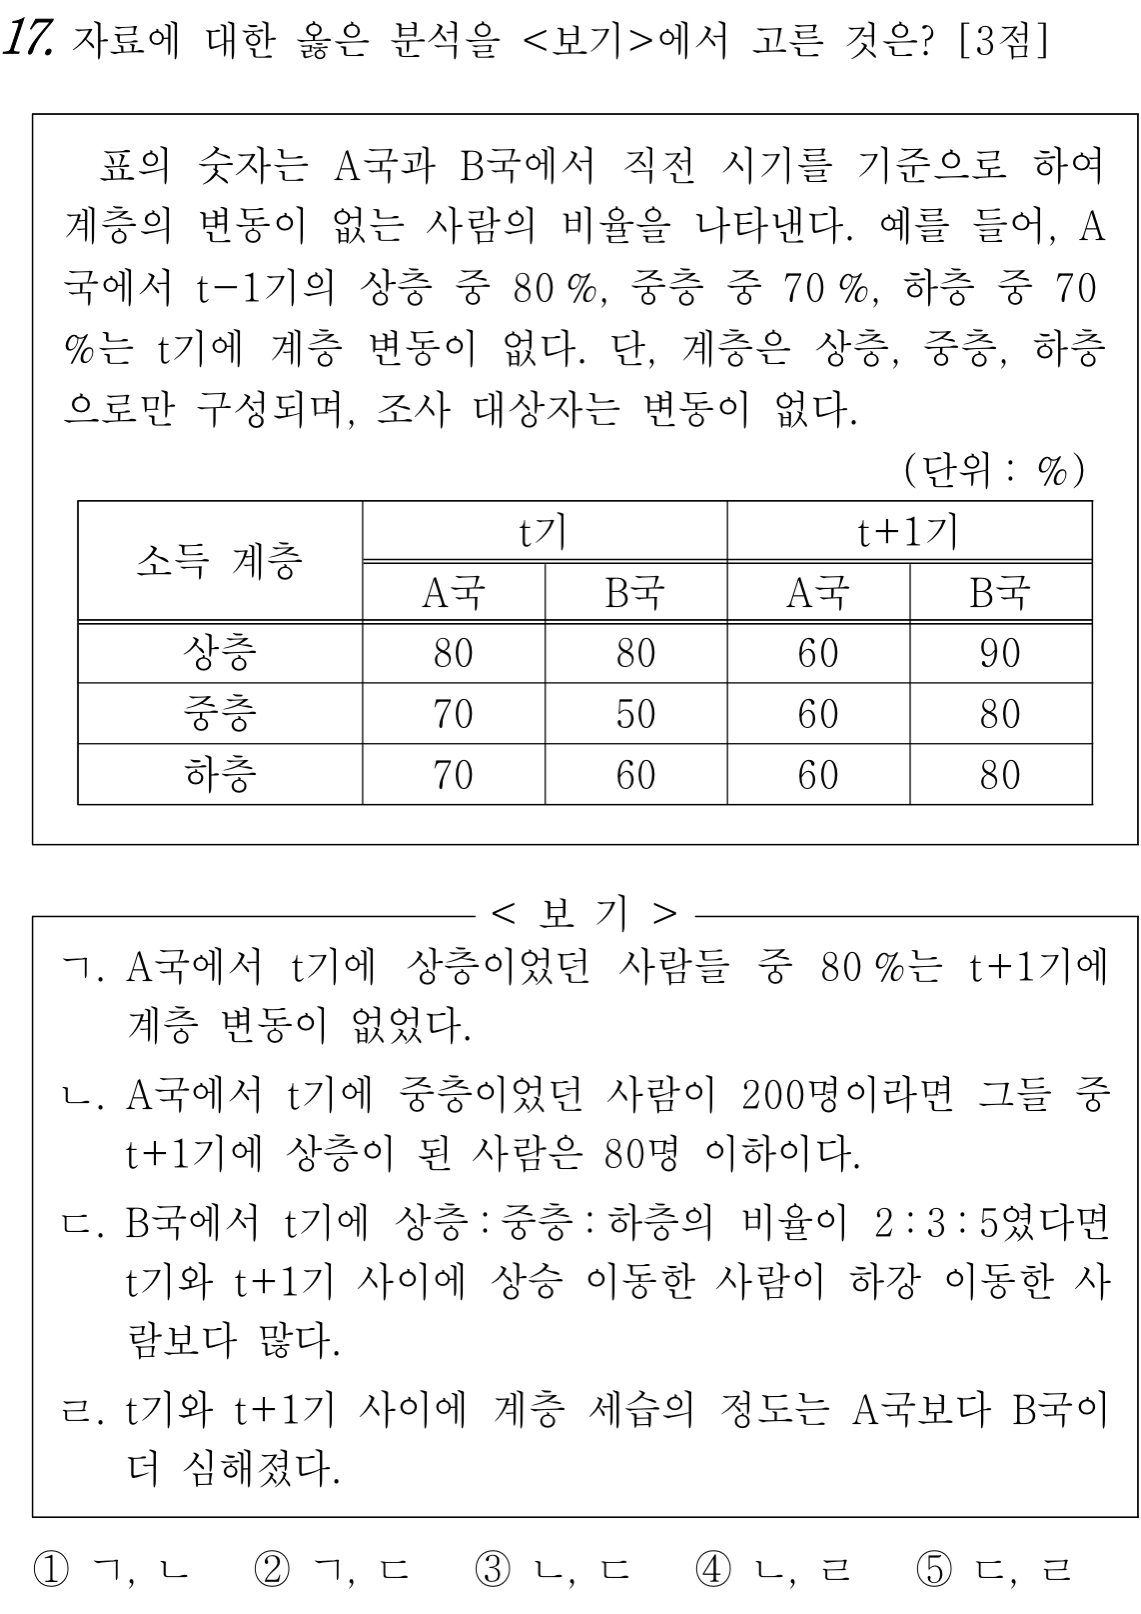 17. 자료에 대한 옳은 분석을 <보기>에서 고른 것은? [3점]
표의 숫자는 A국과 B국에서 직전 시기를 기준으로 하여
계층의 변동이 없는 사람의 비율을 나타낸다. 예를 들어, A
국에서 t-1기의 상층 중 80 %, 중층 중 70 %, 하층 중 70
%는 t기에 계층 변동이 없다. 단, 계층은 상층, 중층, 하층
으로만 구성되며, 조사 대상자는 변동이 없다.
(단위 : %)
소득 계층 t기 t+1기
A국 B국 A국 B국
상층 80 80 60 90
중층 70 50 60 80
하층 70 60 60 80
< 보 기 >
ㄱ. A국에서 t기에 상층이었던 사람들 중 80 %는 t+1기에
계층 변동이 없었다.
ㄴ. A국에서 t기에 중층이었던 사람이 200명이라면 그들 중
t+1기에 상층이 된 사람은 80명 이하이다.
ㄷ. B국에서 t기에 상층 : 중층 : 하층의 비율이 2 : 3 : 5였다면
t기와 t+1기 사이에 상승 이동한 사람이 하강 이동한 사
람보다 많다.
ㄹ. t기와 t+1기 사이에 계층 세습의 정도는 A국보다 B국이
더 심해졌다.
① ㄱ, ㄴ ② ㄱ, ㄷ ③ ㄴ, ㄷ ④ ㄴ, ㄹ ⑤ ㄷ, ㄹ